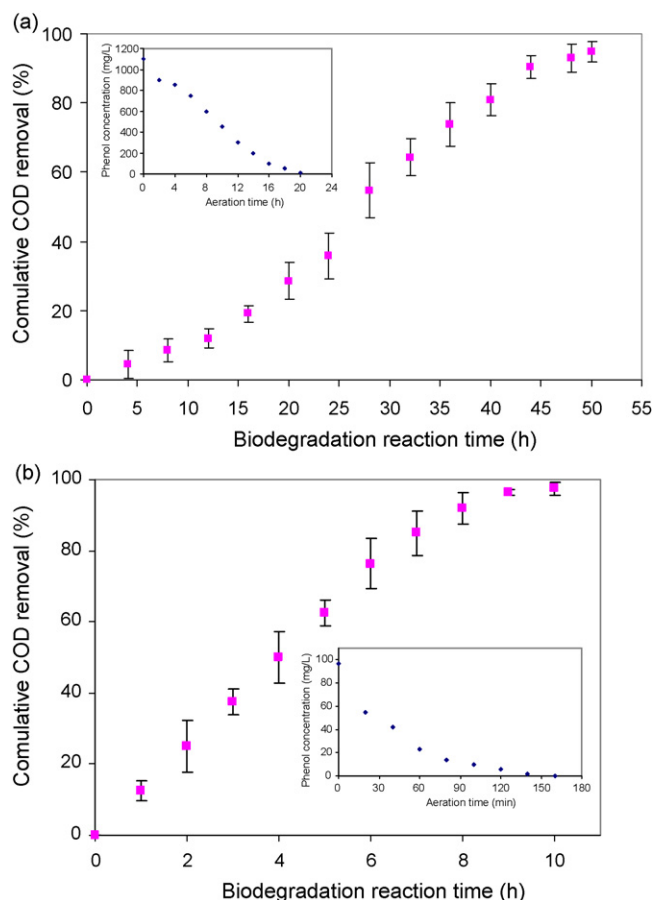 (a)
Comulative COD removal (%)
100
80
60
40
20
0
Phenol concentration (mg/L)
1200
1000
800
600
400
200
0
0 4 8 12 16 20 24
Aeration time (h)
0 5 10 15 20 25 30 35 40 45 50 55
Biodegradation reaction time (h)
(b)
Comulative COD removal (%)
100
80
60
40
20
0
Phenol concentration (mg/L)
100
80
60
40
20
0
0 30 60 90 120 150 180
Aeration time (min)
0 2 4 6 8 10
Biodegradation reaction time (h)